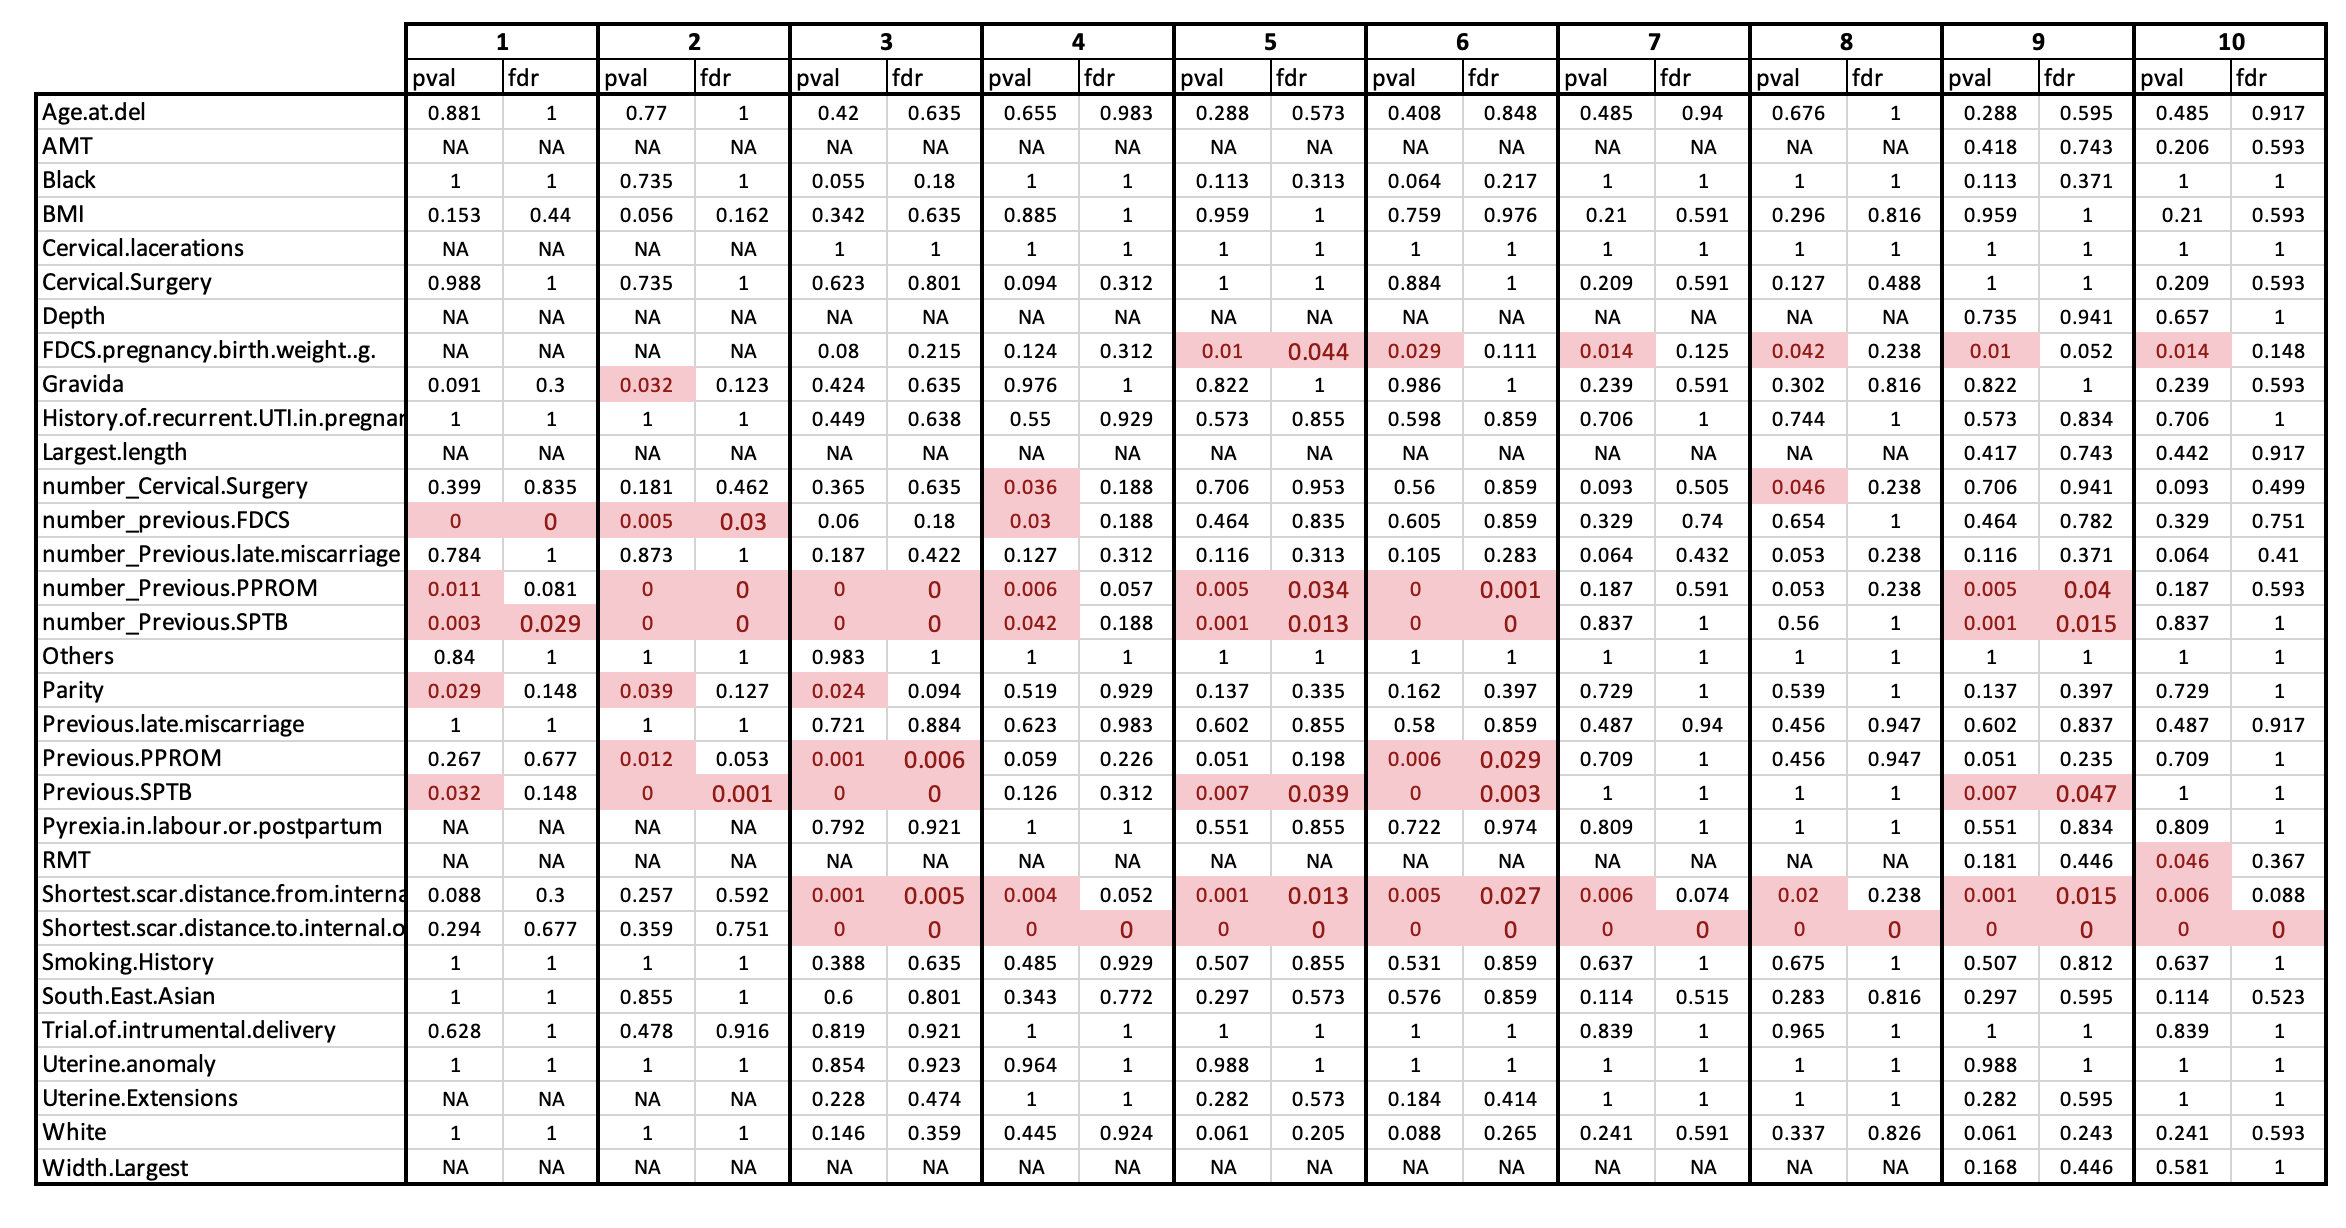 1 2 3 4 5 6 7 8 9 10
pval fdr pval fdr pval fdr pval fdr pval fdr pval fdr pval fdr pval fdr pval fdr pval fdr
Age.at.del 0.881 1 0.77 1 0.42 0.635 0.655 0.983 0.288 0.573 0.408 0.848 0.485 0.94 0.676 1 0.288 0.595 0.485 0.917
AMT NA NA NA NA NA NA NA NA NA NA NA NA NA NA NA NA 0.418 0.743 0.206 0.593
Black 1 1 0.735 1 0.055 0.18 1 1 0.113 0.313 0.064 0.217 1 1 1 1 0.113 0.371 1 1
BMI 0.153 0.44 0.056 0.162 0.342 0.635 0.885 1 0.959 1 0.759 0.976 0.21 0.591 0.296 0.816 0.959 1 0.21 0.593
Cervical.lacerations NA NA NA NA 1 1 1 1 1 1 1 1 1 1 1 1 1 1 1 1
Cervical.Surgery 0.988 1 0.735 1 0.623 0.801 0.094 0.312 1 1 0.884 1 0.209 0.591 0.127 0.488 1 1 0.209 0.593
Depth NA NA NA NA NA NA NA NA NA NA NA NA NA NA NA NA 0.735 0.941 0.657 1
FDCS.pregnancy.birth.weight..g. NA NA NA NA 0.08 0.215 0.124 0.312 0.01 0.044 0.029 0.111 0.014 0.125 0.042 0.238 0.01 0.052 0.014 0.148
Gravida 0.091 0.3 0.032 0.123 0.424 0.635 0.976 1 0.822 1 0.986 1 0.239 0.591 0.302 0.816 0.822 1 0.239 0.593
History.of.recurrent.UTI.in.pregnar 1 1 1 1 0.449 0.638 0.55 0.929 0.573 0.855 0.598 0.859 0.706 1 0.744 1 0.573 0.834 0.706 1
Largest.length NA NA NA NA NA NA NA NA NA NA NA NA NA NA NA NA 0.417 0.743 0.442 0.917
number_Cervical.Surgery 0.399 0.835 0.181 0.462 0.365 0.635 0.036 0.188 0.706 0.953 0.56 0.859 0.093 0.505 0.046 0.238 0.706 0.941 0.093 0.499
number_previous.FDCS 0 0 0.005 0.03 0.06 0.18 0.03 0.188 0.464 0.835 0.605 0.859 0.329 0.74 0.654 1 0.464 0.782 0.329 0.751
number_Previous.late.miscarriage 0.784 1 0.873 1 0.187 0.422 0.127 0.312 0.116 0.313 0.105 0.283 0.064 0.432 0.053 0.238 0.116 0.371 0.064 0.41
number_Previous.PPROM 0.011 0.081 0 0 0 0 0.006 0.057 0.005 0.034 0 0.001 0.187 0.591 0.053 0.238 0.005 0.04 0.187 0.593
number_Previous.SPTB 0.003 0.029 0 0 0 0 0.042 0.188 0.001 0.013 0 0 0.837 1 0.56 1 0.001 0.015 0.837 1
Others 0.84 1 1 1 0.983 1 1 1 1 1 1 1 1 1 1 1 1 1 1 1
Parity 0.029 0.148 0.039 0.127 0.024 0.094 0.519 0.929 0.137 0.335 0.162 0.397 0.729 1 0.539 1 0.137 0.397 0.729 1
Previous.late.miscarriage 1 1 1 1 0.721 0.884 0.623 0.983 0.602 0.855 0.58 0.859 0.487 0.94 0.456 0.947 0.602 0.837 0.487 0.917
Previous.PPROM 0.267 0.677 0.012 0.053 0.001 0.006 0.059 0.226 0.051 0.198 0.006 0.029 0.709 1 0.456 0.947 0.051 0.235 0.709 1
Previous.SPTB 0.032 0.148 0 0.001 0 0 0.126 0.312 0.007 0.039 0 0.003 1 1 1 1 0.007 0.047 1 1
Pyrexia.in.labour.or.postpartum NA NA NA NA 0.792 0.921 1 1 0.551 0.855 0.722 0.974 0.809 1 1 1 0.551 0.834 0.809 1
RMT NA NA NA NA NA NA NA NA NA NA NA NA NA NA NA NA 0.181 0.446 0.046 0.367
Shortest.scar.distance.from.interna 0.088 0.3 0.257 0.592 0.001 0.005 0.004 0.052 0.001 0.013 0.005 0.027 0.006 0.074 0.02 0.238 0.001 0.015 0.006 0.088
Shortest.scar.distance.to.internal.o 0.294 0.677 0.359 0.751 0 0 0 0 0 0 0 0 0 0 0 0 0 0 0 0
Smoking.History 1 1 1 1 0.388 0.635 0.485 0.929 0.507 0.855 0.531 0.859 0.637 1 0.675 1 0.507 0.812 0.637 1
South.East.Asian 1 1 0.855 1 0.6 0.801 0.343 0.772 0.297 0.573 0.576 0.859 0.114 0.515 0.283 0.816 0.297 0.595 0.114 0.523
Trial.of.intrumental.delivery 0.628 1 0.478 0.916 0.819 0.921 1 1 1 1 1 1 0.839 1 0.965 1 1 1 0.839 1
Uterine.anomaly 1 1 1 1 0.854 0.923 0.964 1 0.988 1 1 1 1 1 1 1 0.988 1 1 1
Uterine.Extensions NA NA NA NA 0.228 0.474 1 1 0.282 0.573 0.184 0.414 1 1 1 1 0.282 0.595 1 1
White 1 1 1 1 0.146 0.359 0.445 0.924 0.061 0.205 0.088 0.265 0.241 0.591 0.337 0.826 0.061 0.243 0.241 0.593
Width.Largest NA NA NA NA NA NA NA NA NA NA NA NA NA NA NA NA 0.168 0.446 0.581 1